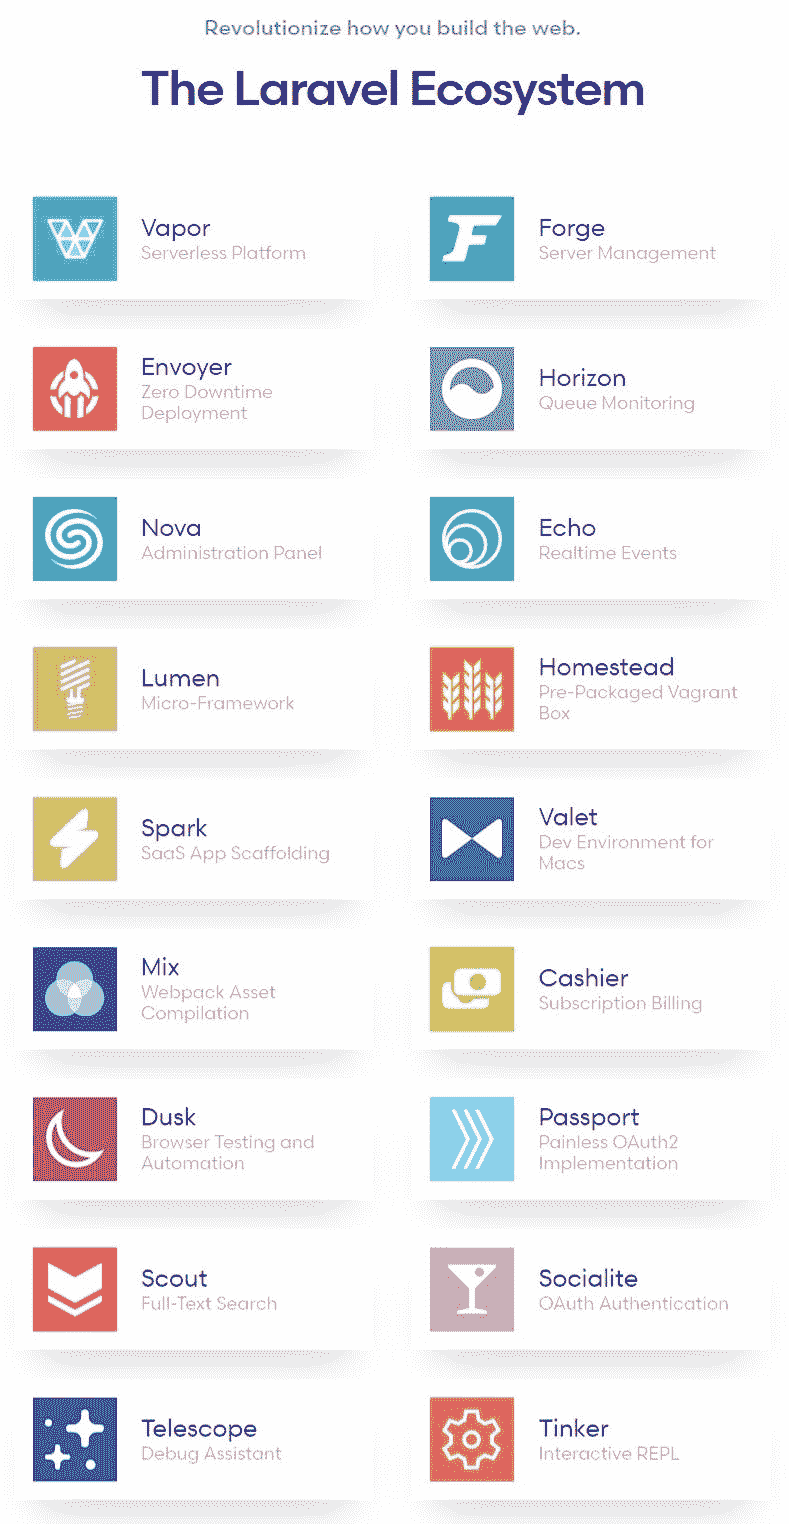 Revolutionize how you build the web.
The Laravel Ecosystem
Vapor
Serverless Platform
Forge
Server Management
Envoyer
Zero Downtime
Deployment
Horizon
Queue Monitoring
Nova
Administration Panel
Echo
Realtime Events
Lumen
Micro-Framework
Homestead
Pre-Packaged Vagrant
Box
Spark
SaaS App Scaffolding
Valet
Dev Environment for
Macs
Mix
Webpack Asset
Compilation
Cashier
Subscription Billing
Dusk
Browser Testing and
Automation
Passport
Painless OAuth2
Implementation
Scout
Full-Text Search
Socialite
OAuth Authentication
Telescope
Debug Assistant
Tinker
Interactive REPL